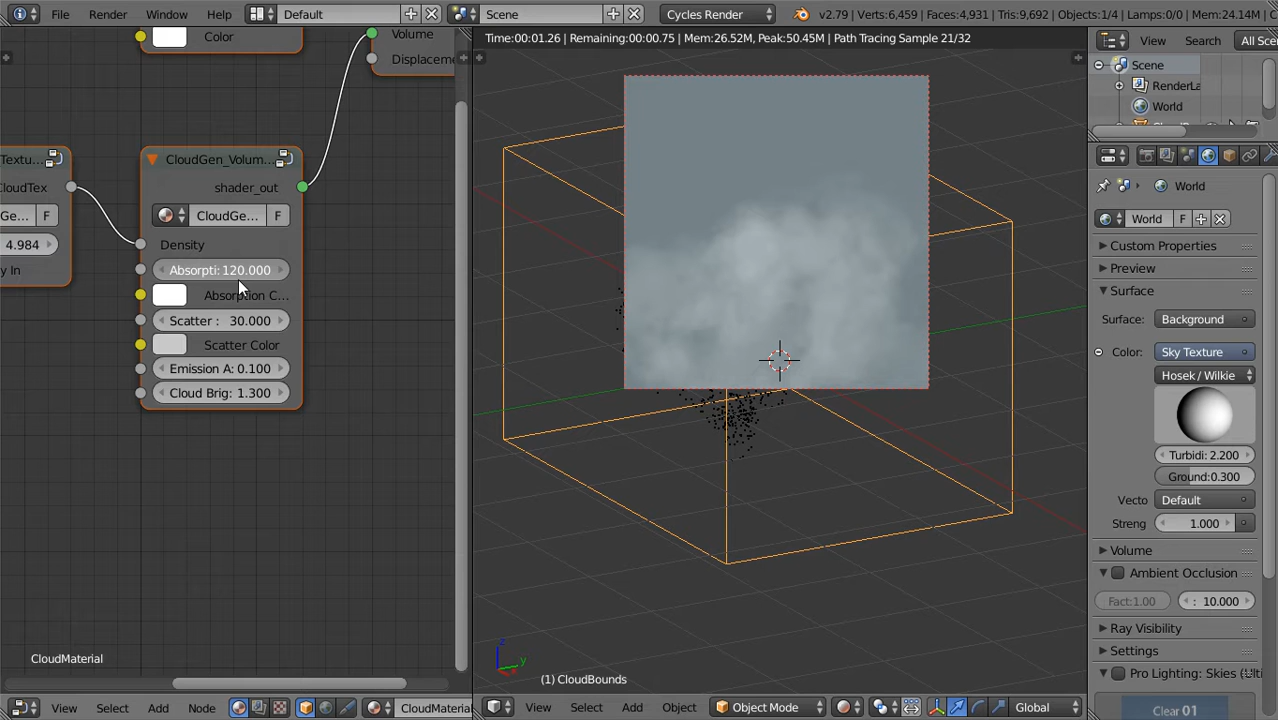 File Render Window Help Default Scene Cycles Render v2.79 | Verts:6,459 | Faces:4,931 | Tris:9,692 | Objects:1/4 | Lamps:0/0 | Mem:24.14M
Time:00:01.26 | Remaining:00:00.75 | Mem:26.52M, Peak:50.45M | Path Tracing Sample 21/32
View Search All Sce
Scene
RenderLa
World
Color
Volume
Displaceme
Textu...
CloudTex
Ge... F
4.984
y In
CloudGen_Volum...
shader_out
CloudGe... F
Density
Absorpti: 120.000
Absorption C...
Scatter : 30.000
Scatter Color
Emission A: 0.100
Cloud Brig: 1.300
World
World F
Custom Properties
Preview
Surface
Surface: Background
Color: Sky Texture
Hosek / Wilkie
Turbidi: 2.200
Ground:0.300
Vecto Default
Streng 1.000
Volume
Ambient Occlusion
Fact:1.00 : 10.000
Ray Visibility
Settings
Pro Lighting: Skies (Ulti
Clear 01
CloudMaterial
z
y
x
(1) CloudBounds
View Select Add Node CloudMaterial
View Select Add Object Object Mode Global